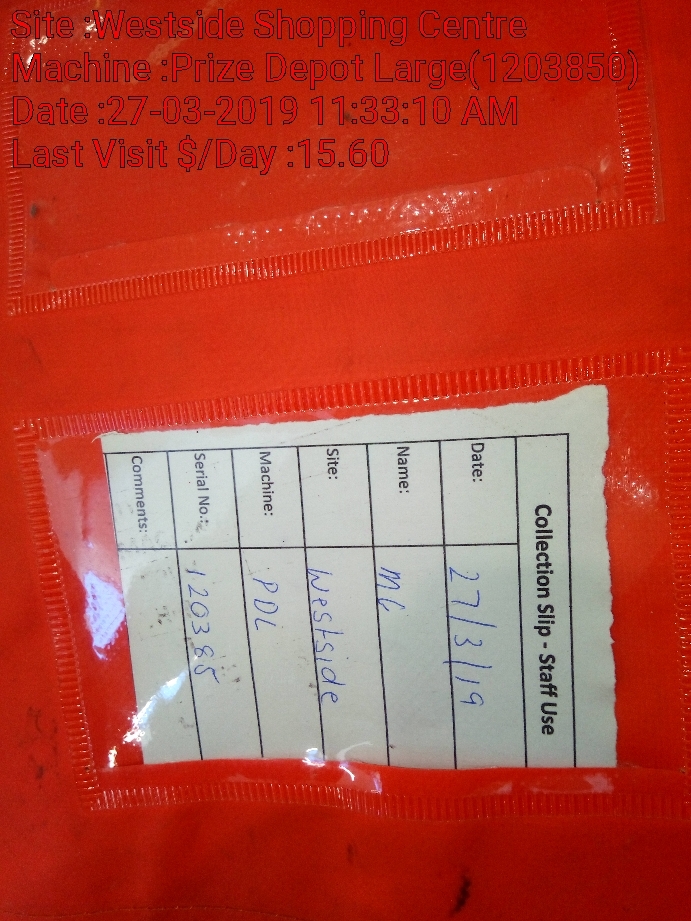 Site :Westside Shopping Centre
Machine :Prize Depot Large(1203850)
Date :27-03-2019 11:33:10 AM
Last Visit $/Day :15.60
Collection Slip - Staff Use
Date: 27/3/19
Name: MG
Site: Westside
Machine: PDL
Serial No.: 120385
Comments: